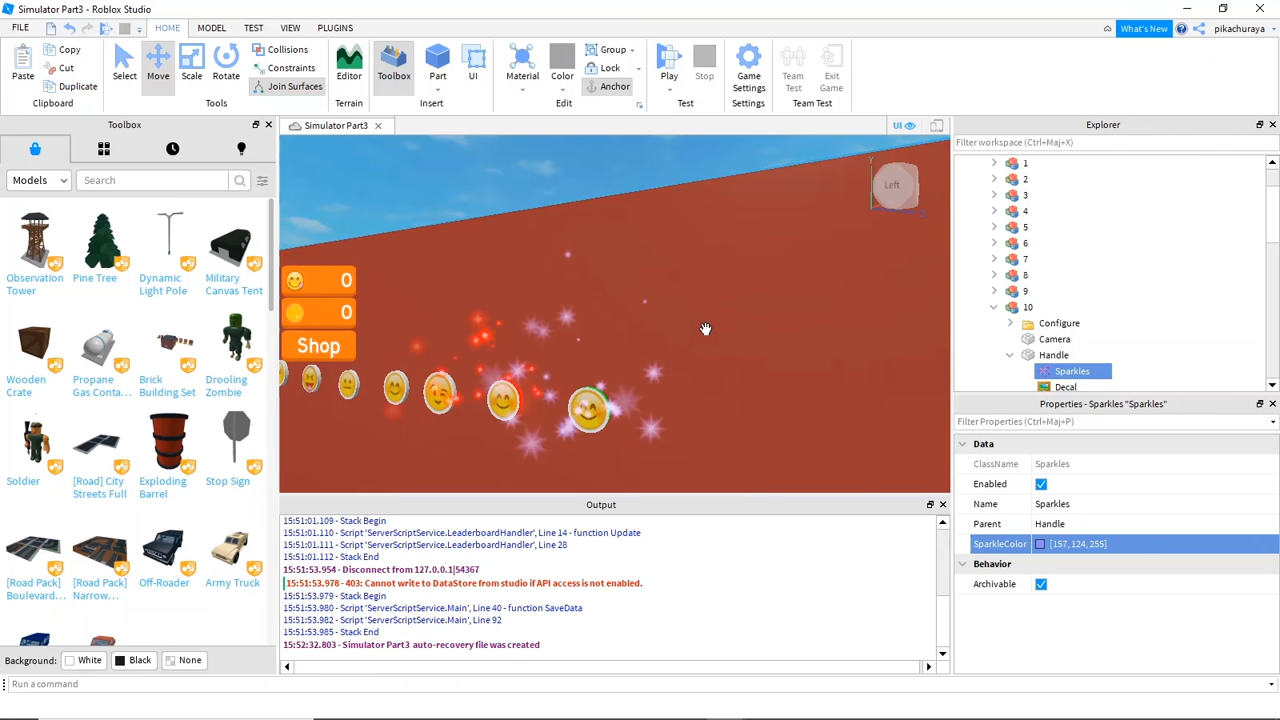 Simulator Part3 - Roblox Studio
FILE
HOME
MODEL
TEST
VIEW
PLUGINS
What's New
pikachuraya
Paste
Copy
Cut
Duplicate
Clipboard
Select
Move
Scale
Rotate
Collisions
Constraints
Join Surfaces
Tools
Editor
Terrain
Toolbox
Part
UI
Insert
Material
Color
Group
Lock
Anchor
Edit
Play
Stop
Test
Game
Settings
Settings
Team
Test
Exit
Game
Team Test
Toolbox
Models
Search
Observation
Tower
Pine Tree
Dynamic
Light Pole
Military
Canvas Tent
Wooden
Crate
Propane
Gas Conta...
Brick
Building Set
Drooling
Zombie
Soldier
[Road] City
Streets Full
Exploding
Barrel
Stop Sign
[Road Pack]
Boulevard...
[Road Pack]
Narrow...
Off-Roader
Army Truck
Background:
White
Black
None
Simulator Part3
UI
Left
Y
0
0
Shop
Output
15:51:01.109 - Stack Begin
15:51:01.110 - Script 'ServerScriptService.LeaderboardHandler', Line 14 - function Update
15:51:01.111 - Script 'ServerScriptService.LeaderboardHandler', Line 28
15:51:01.112 - Stack End
15:51:53.954 - Disconnect from 127.0.0.1|54367
15:51:53.978 - 403: Cannot write to DataStore from studio if API access is not enabled.
15:51:53.979 - Stack Begin
15:51:53.980 - Script 'ServerScriptService.Main', Line 40 - function SaveData
15:51:53.982 - Script 'ServerScriptService.Main', Line 92
15:51:53.985 - Stack End
15:52:32.803 - Simulator Part3 auto-recovery file was created
Explorer
Filter workspace (Ctrl+Maj+X)
1
2
3
4
5
6
7
8
9
10
Configure
Camera
Handle
Sparkles
Decal
Properties - Sparkles "Sparkles"
Filter Properties (Ctrl+Maj+P)
Data
ClassName Sparkles
Enabled
Name Sparkles
Parent Handle
SparkleColor [157, 124, 255]
Behavior
Archivable
Run a command